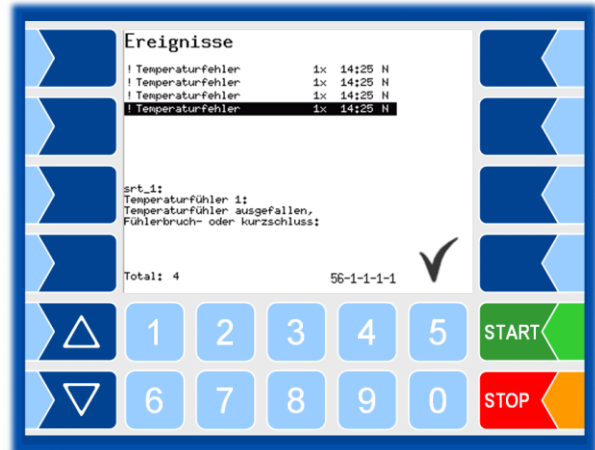 Ereignisse
! Temperaturfehler 1x 14:25 N
! Temperaturfehler 1x 14:25 N
! Temperaturfehler 1x 14:25 N
! Temperaturfehler 1x 14:25 N
srt_1:
Temperaturfühler 1:
Temperaturfühler ausgefallen,
Fühlerbruch- oder kurzschluss:
Total: 4 56-1-1-1-1
1 2 3 4 5 START
6 7 8 9 0 STOP